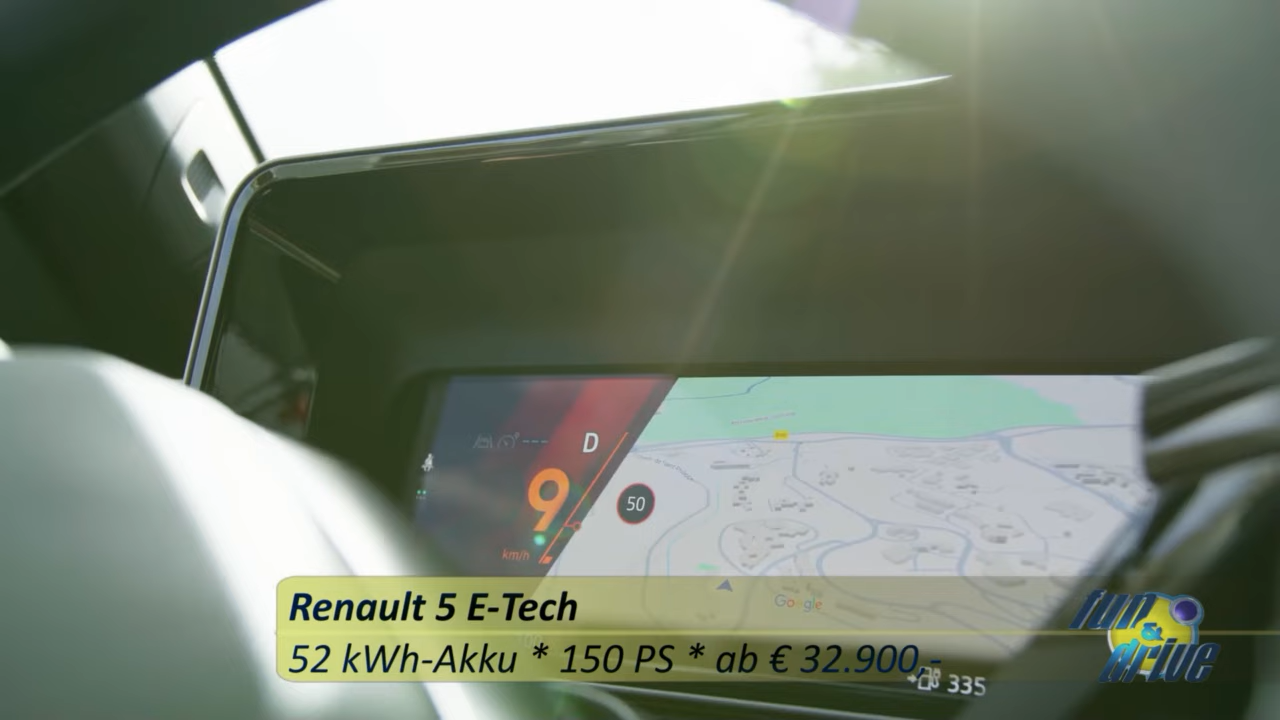 D
9
km/h
50
Google
Renault 5 E-Tech
52 kWh-Akku * 150 PS * ab € 32.900,-
335
fun
&
drive